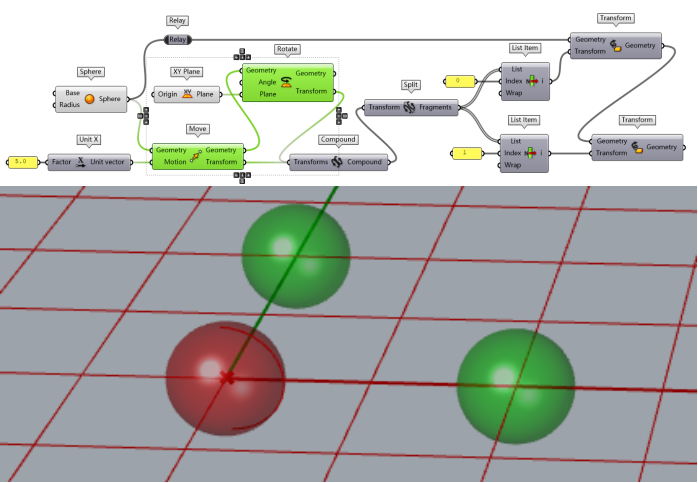 Relay
Relay
Transform
Geometry
Transform
Geometry
Sphere
Base
Radius
Sphere
XY Plane
Origin
XY
Plane
Rotate
Geometry
Angle
Plane
Geometry
Transform
List Item
0
List
Index
Wrap
i
Split
Transform
Fragments
Unit X
5.0
Factor
X
Unit vector
Move
Geometry
Motion
Geometry
Transform
Compound
Transforms
Compound
List Item
1
List
Index
Wrap
i
Transform
Geometry
Transform
Geometry